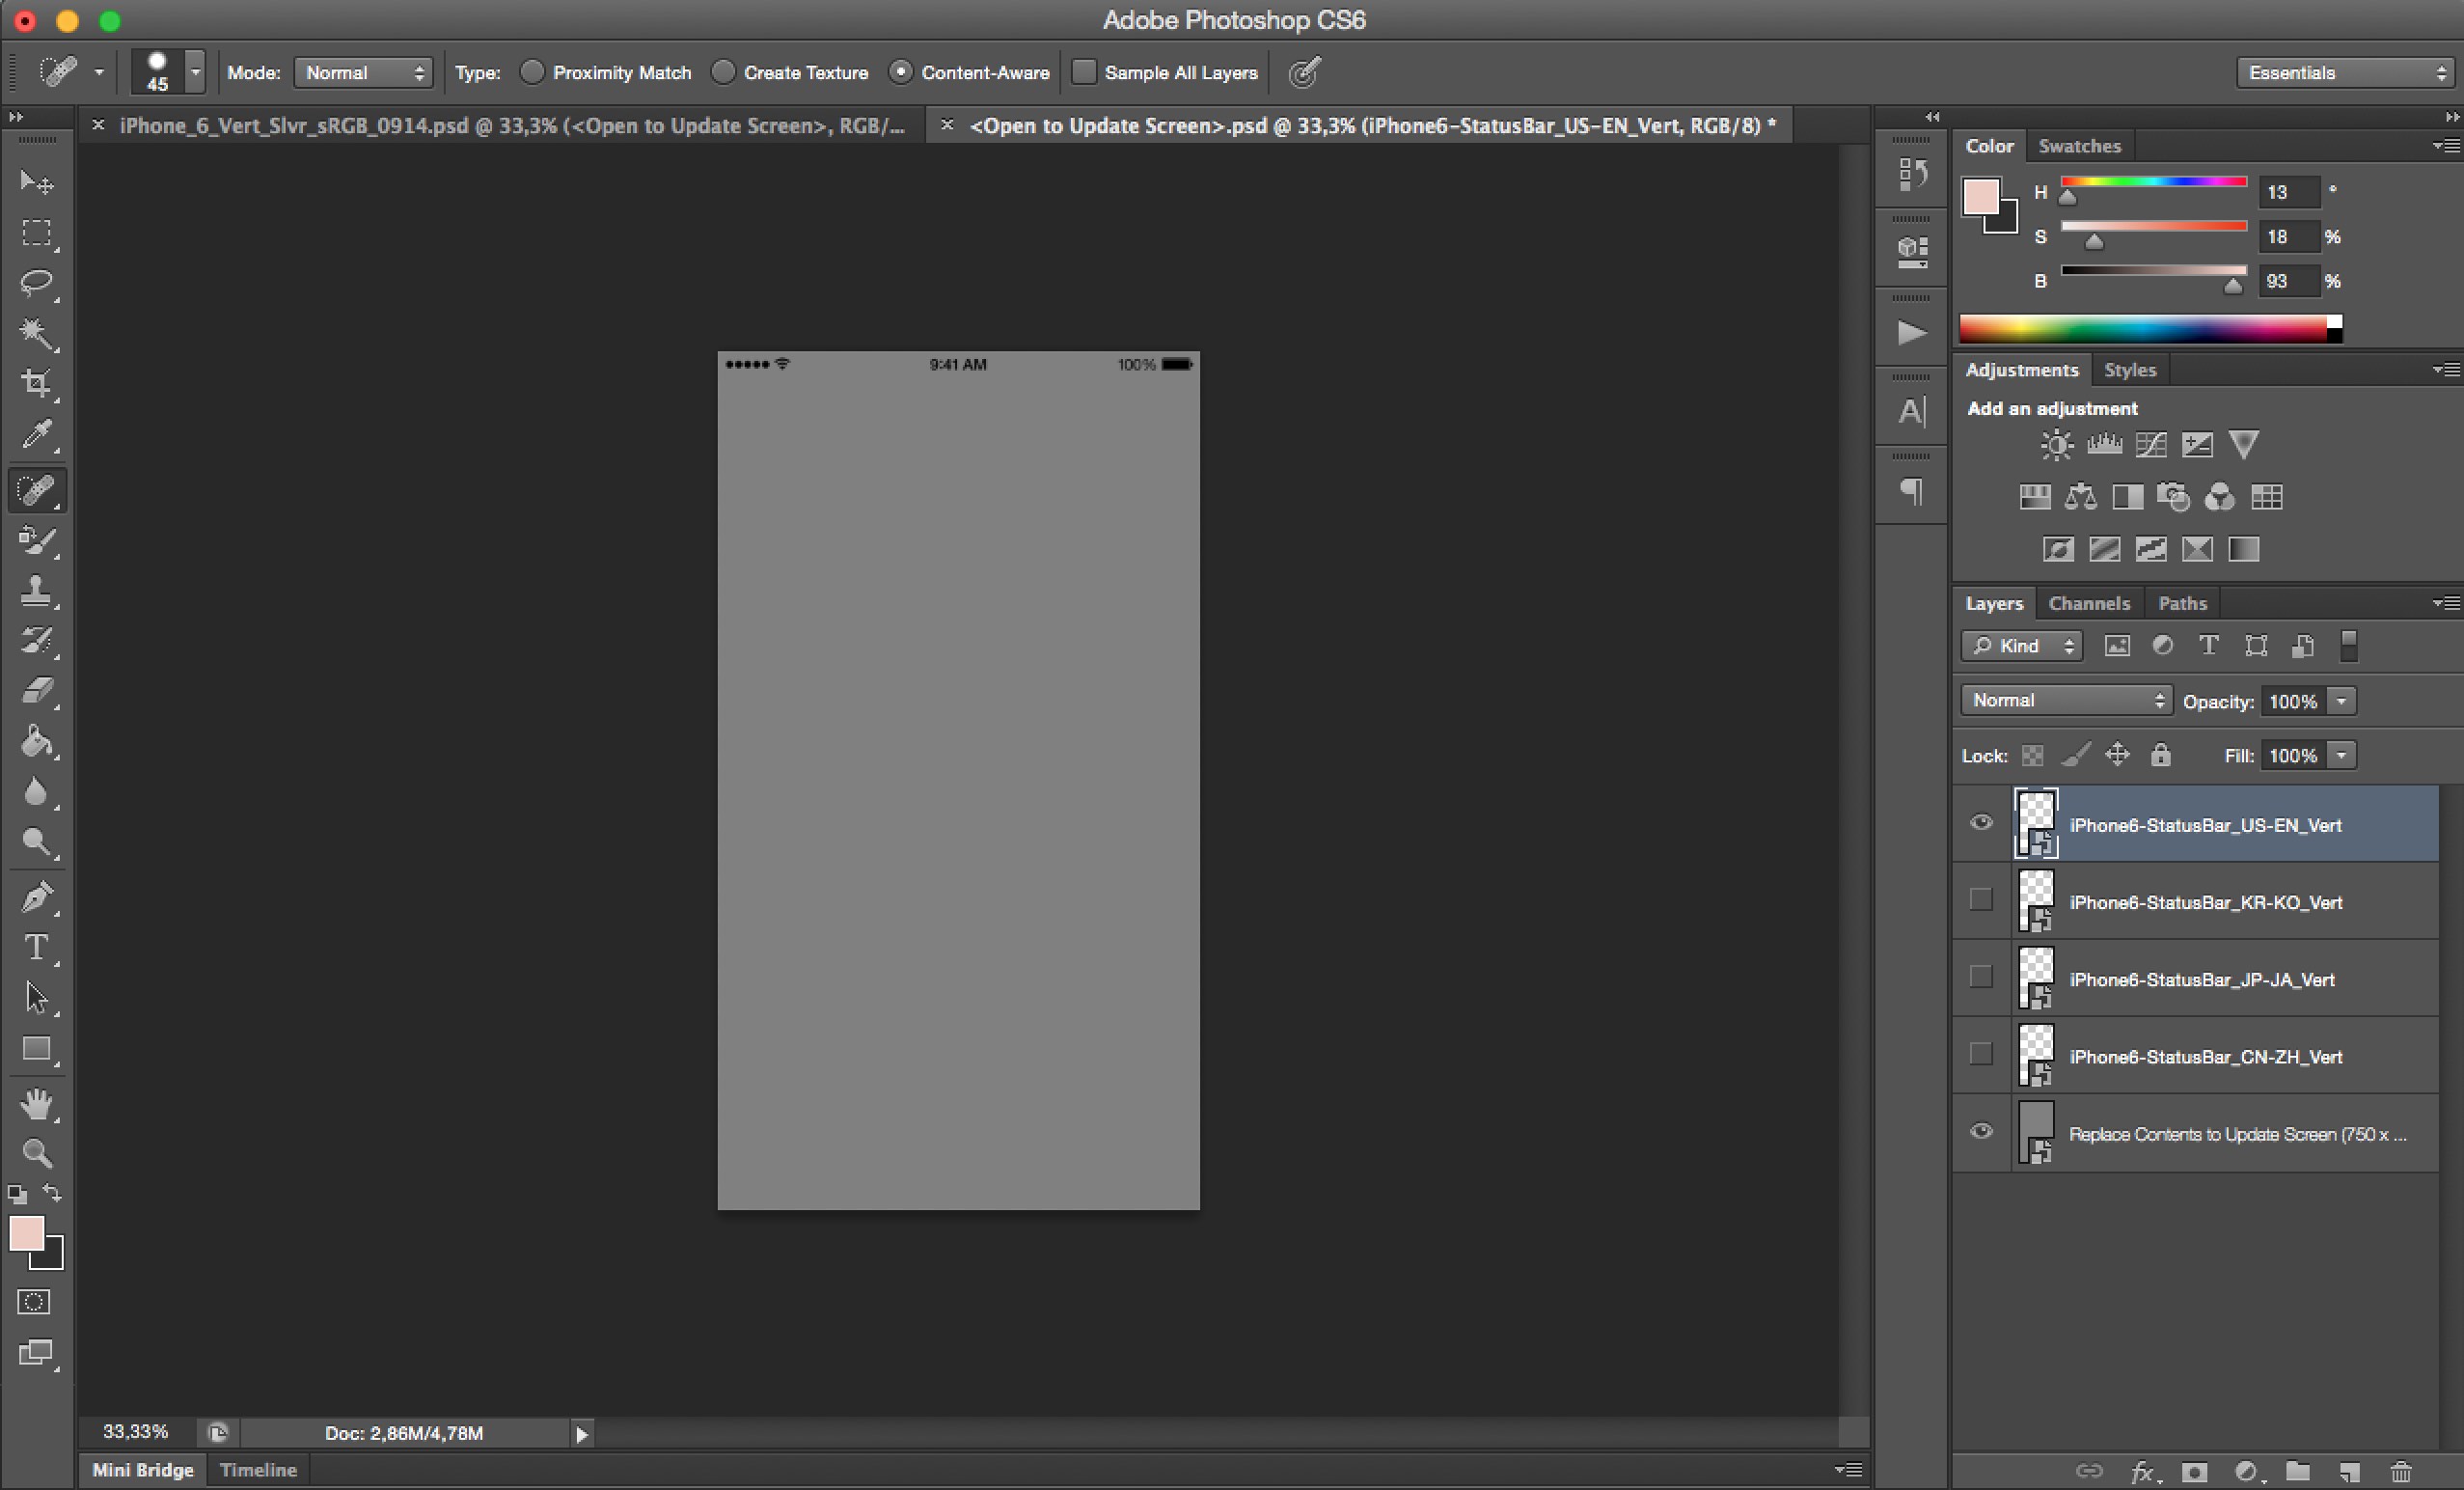 Adobe Photoshop CS6
45 Mode: Normal Type: Proximity Match Create Texture Content-Aware Sample All Layers Essentials
iPhone_6_Vert_Slvr_sRGB_0914.psd @ 33,3% (<Open to Update Screen>, RGB/... <Open to Update Screen>.psd @ 33,3% (iPhone6-StatusBar_US-EN_Vert, RGB/8) *
9:41 AM 100%
Color Swatches
H 13 °
S 18 %
B 93 %
Adjustments Styles
Add an adjustment
Layers Channels Paths
Kind
Normal Opacity: 100%
Lock: Fill: 100%
iPhone6-StatusBar_US-EN_Vert
iPhone6-StatusBar_KR-KO_Vert
iPhone6-StatusBar_JP-JA_Vert
iPhone6-StatusBar_CN-ZH_Vert
Replace Contents to Update Screen (750 x ...
33,33% Doc: 2,86M/4,78M
Mini Bridge Timeline